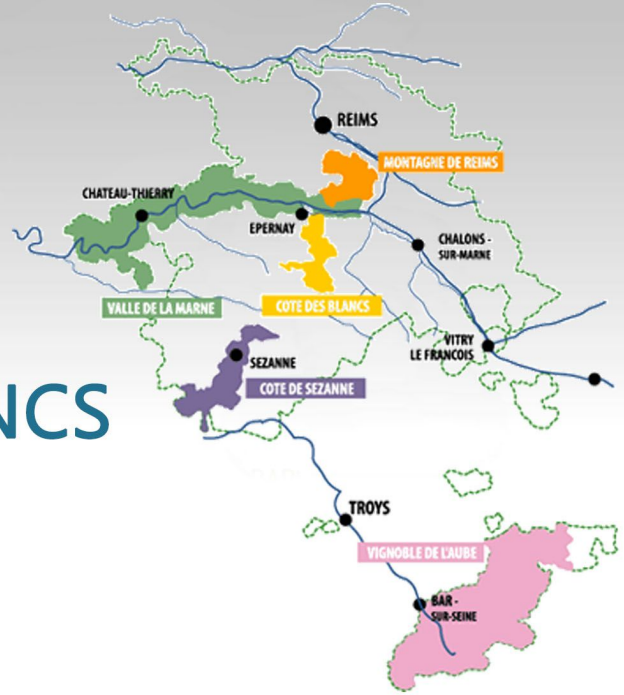 REIMS
MONTAGNE DE REIMS
CHATEAU-THIERRY
EPERNAY
CHALONS -
SUR-MARNE
VALLE DE LA MARNE
COTE DES BLANCS
VITRY
LE FRANCOIS
SEZANNE
COTE DE SEZANNE
NCS
TROYS
VIGNOBLE DE L'AUBE
BAR -
SUR-SEINE